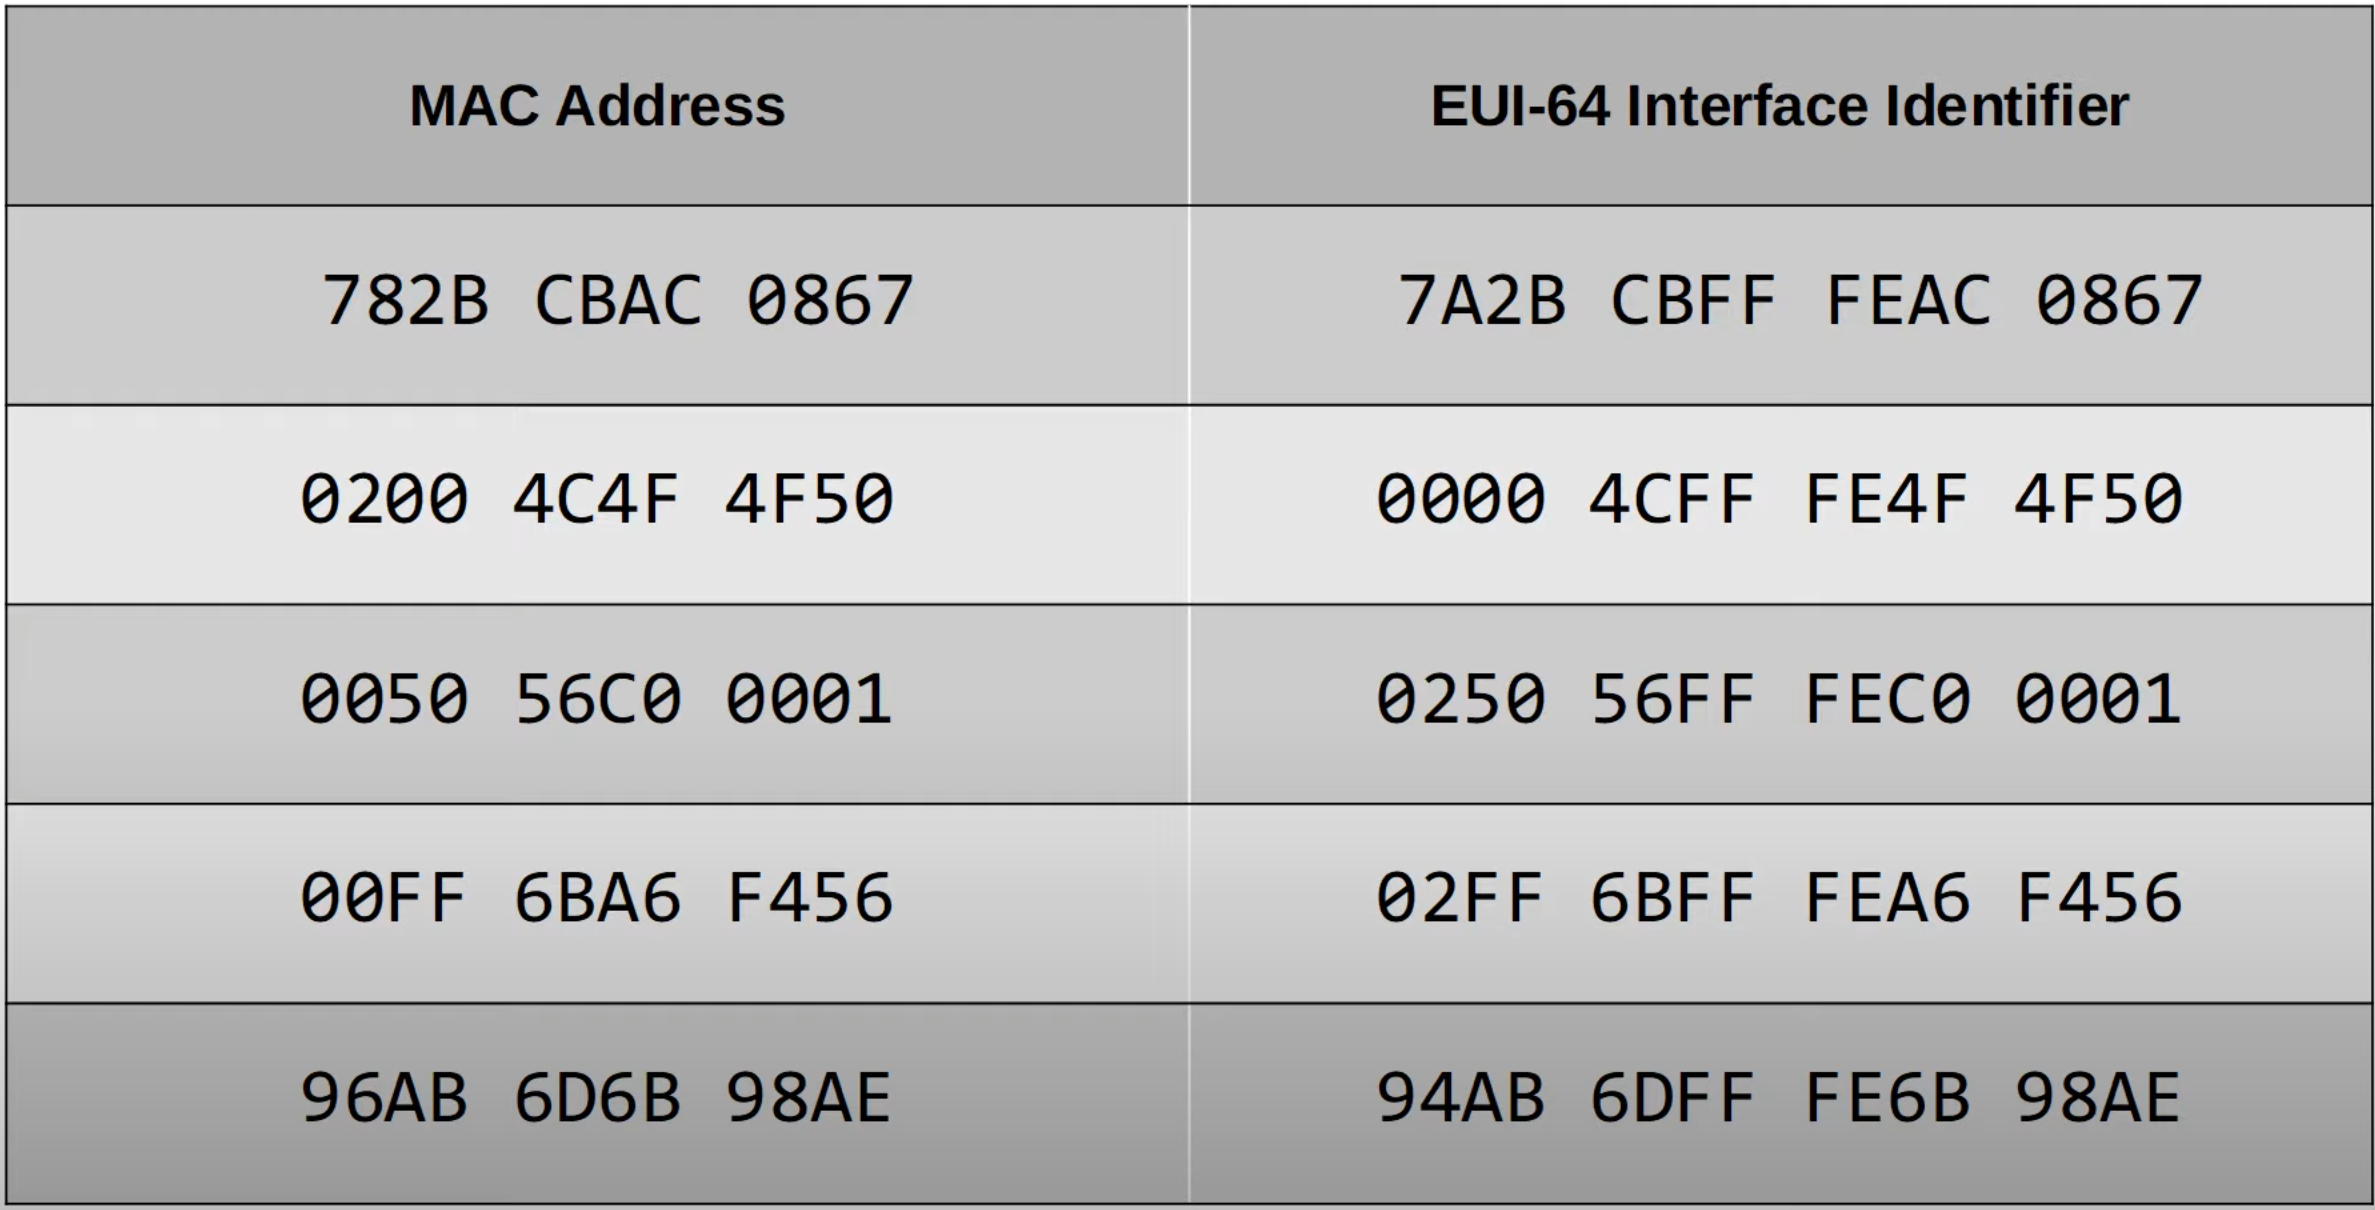 MAC Address EUI-64 Interface Identifier
782B CBAC 0867 7A2B CBFF FEAC 0867
0200 4C4F 4F50 0000 4CFF FE4F 4F50
0050 56C0 0001 0250 56FF FEC0 0001
00FF 6BA6 F456 02FF 6BFF FEA6 F456
96AB 6D6B 98AE 94AB 6DFF FE6B 98AE